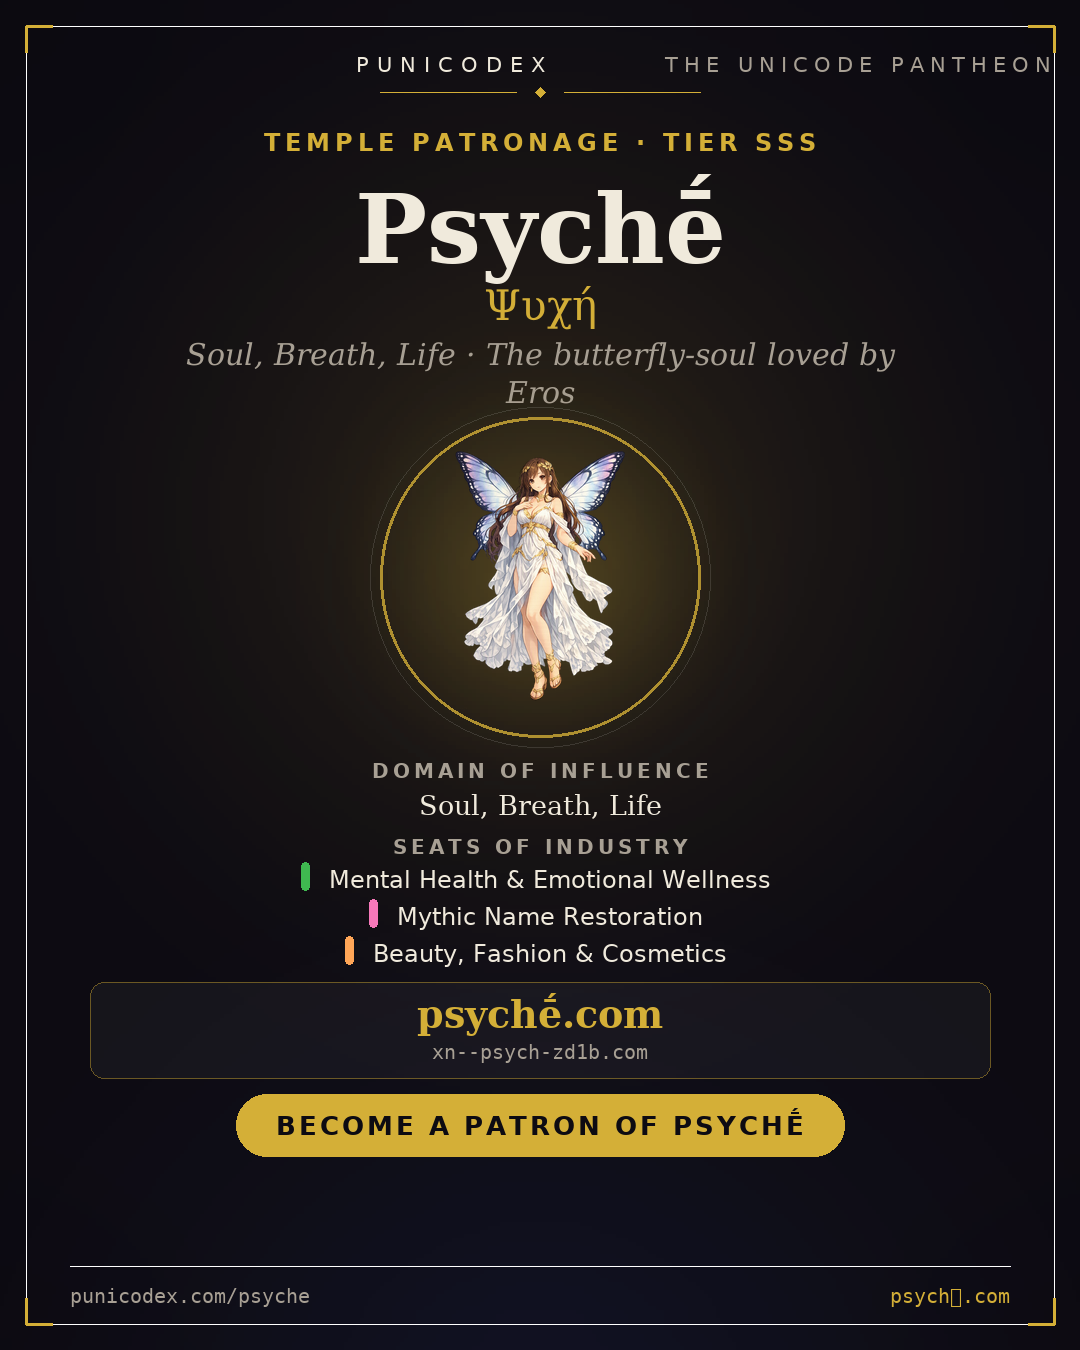 PUNICODEX THE UNICODE PANTHEON
TEMPLE PATRONAGE · TIER SSS
Psychḗ
Ψυχή
Soul, Breath, Life · The butterfly-soul loved by
Eros
DOMAIN OF INFLUENCE
Soul, Breath, Life
SEATS OF INDUSTRY
Mental Health & Emotional Wellness
Mythic Name Restoration
Beauty, Fashion & Cosmetics
psychḗ.com
xn--psych-zd1b.com
BECOME A PATRON OF PSYCHḖ
punicodex.com/psyche
psych▯.com